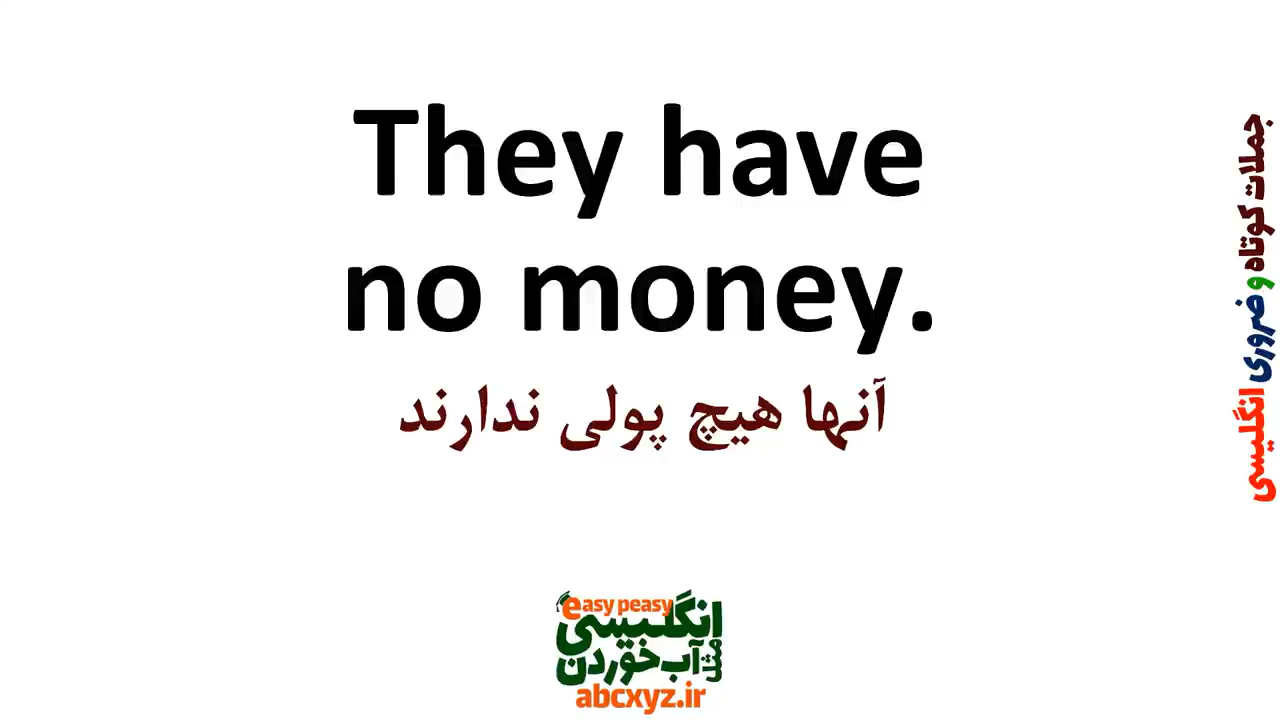 They have
no money.
آنها هیچ پولی ندارند
جملات کوتاه و ضروری انگلیسی
easy peasy
انگلیسی
مثل آب خوردن
abcxyz.ir